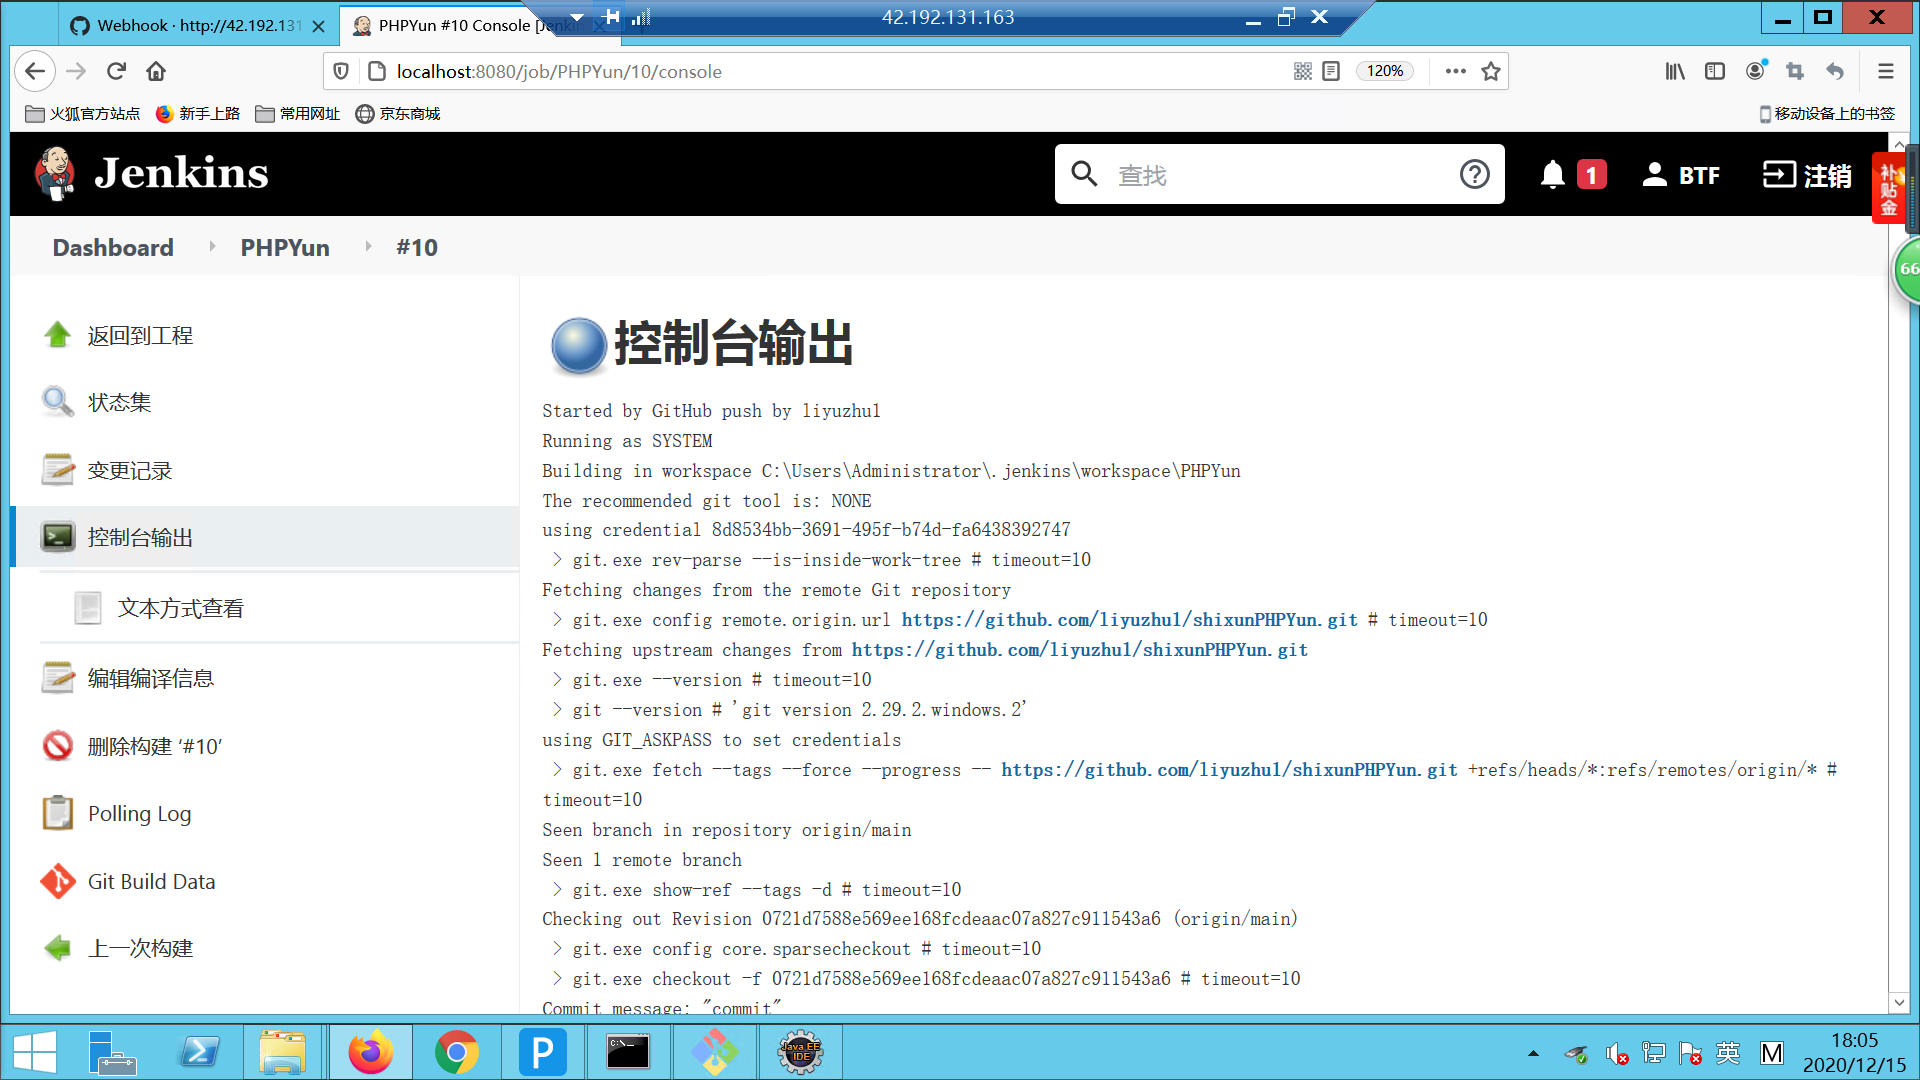 Webhook · http://42.192.131
PHPYun #10 Console [Jenkin
42.192.131.163
localhost:8080/job/PHPYun/10/console
120%
火狐官方站点
新手上路
常用网址
京东商城
移动设备上的书签
Jenkins
查找
1
BTF
注销
补贴金
Dashboard
PHPYun
#10
66
返回到工程
状态集
变更记录
控制台输出
文本方式查看
编辑编译信息
删除构建 ‘#10’
Polling Log
Git Build Data
上一次构建
控制台输出
Started by GitHub push by liyuzhu1
Running as SYSTEM
Building in workspace C:\Users\Administrator\.jenkins\workspace\PHPYun
The recommended git tool is: NONE
using credential 8d8534bb-3691-495f-b74d-fa6438392747
> git.exe rev-parse --is-inside-work-tree # timeout=10
Fetching changes from the remote Git repository
> git.exe config remote.origin.url https://github.com/liyuzhu1/shixunPHPYun.git # timeout=10
Fetching upstream changes from https://github.com/liyuzhu1/shixunPHPYun.git
> git.exe --version # timeout=10
> git --version # 'git version 2.29.2.windows.2'
using GIT_ASKPASS to set credentials
> git.exe fetch --tags --force --progress -- https://github.com/liyuzhu1/shixunPHPYun.git +refs/heads/*:refs/remotes/origin/* #
timeout=10
Seen branch in repository origin/main
Seen 1 remote branch
> git.exe show-ref --tags -d # timeout=10
Checking out Revision 0721d7588e569ee168fcdeaac07a827c911543a6 (origin/main)
> git.exe config core.sparsecheckout # timeout=10
> git.exe checkout -f 0721d7588e569ee168fcdeaac07a827c911543a6 # timeout=10
Commit message: "commit"
P
C:\_
Java EE
IDE
英
M
18:05
2020/12/15